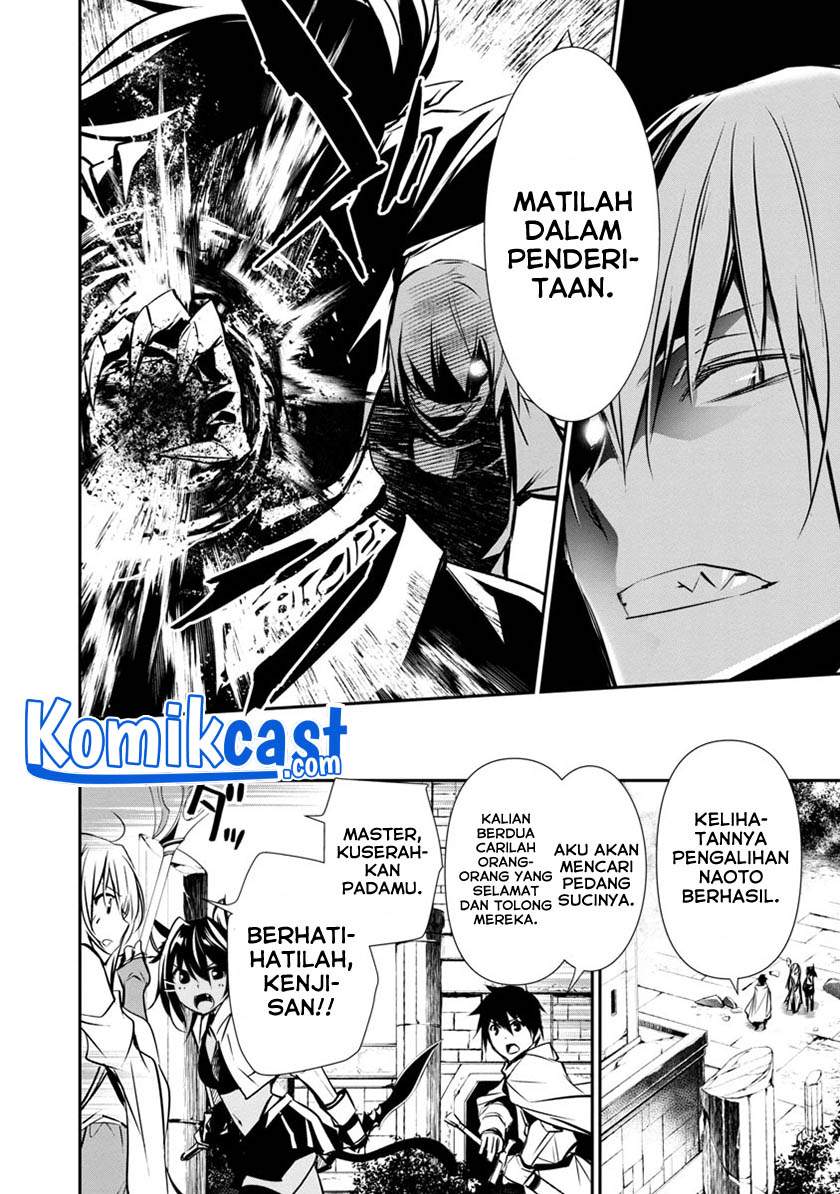 MATILAH
DALAM
PENDERI-
TAAN.
Komikcast
.com
KELIHA-
TANNYA
PENGALIHAN
NAOTO
BERHASIL.
AKU AKAN
MENCARI
PEDANG
SUCINYA.
KALIAN
BERDUA
CARILAH
ORANG-
ORANG YANG
SELAMAT
DAN TOLONG
MEREKA.
MASTER,
KUSERAH-
KAN
PADAMU.
BERHATI-
HATILAH,
KENJI-
SAN!!
ダッ